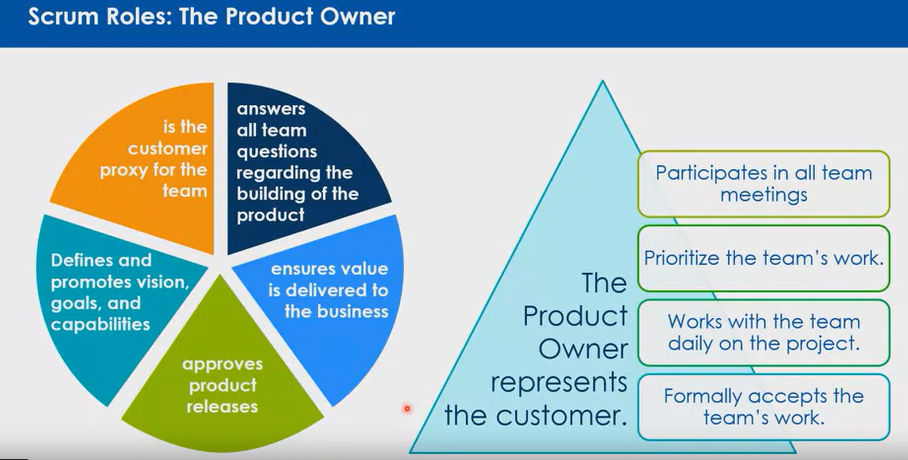 Scrum Roles: The Product Owner
is the
customer
proxy for the
team
answers
all team
questions
regarding the
building of the
product
Defines and
promotes vision,
goals, and
capabilities
ensures value
is delivered to
the business
approves
product
releases
The
Product
Owner
represents
the customer.
Participates in all team
meetings
Prioritize the team's work.
Works with the team
daily on the project.
Formally accepts the
team's work.